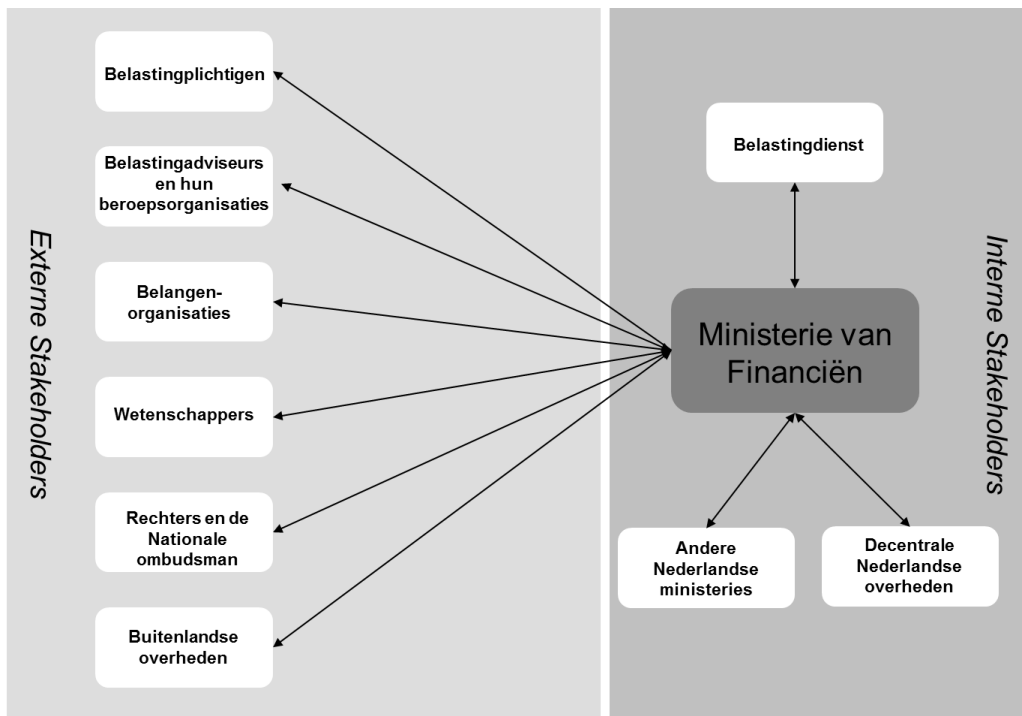 Externe Stakeholders
Belastingplichtigen
Belastingadviseurs
en hun
beroepsorganisaties
Belangen-
organisaties
Wetenschappers
Rechters en de
Nationale
ombudsman
Buitenlandse
overheden
Belastingdienst
Ministerie van
Financiën
Andere
Nederlandse
ministeries
Decentrale
Nederlandse
overheden
Interne Stakeholders